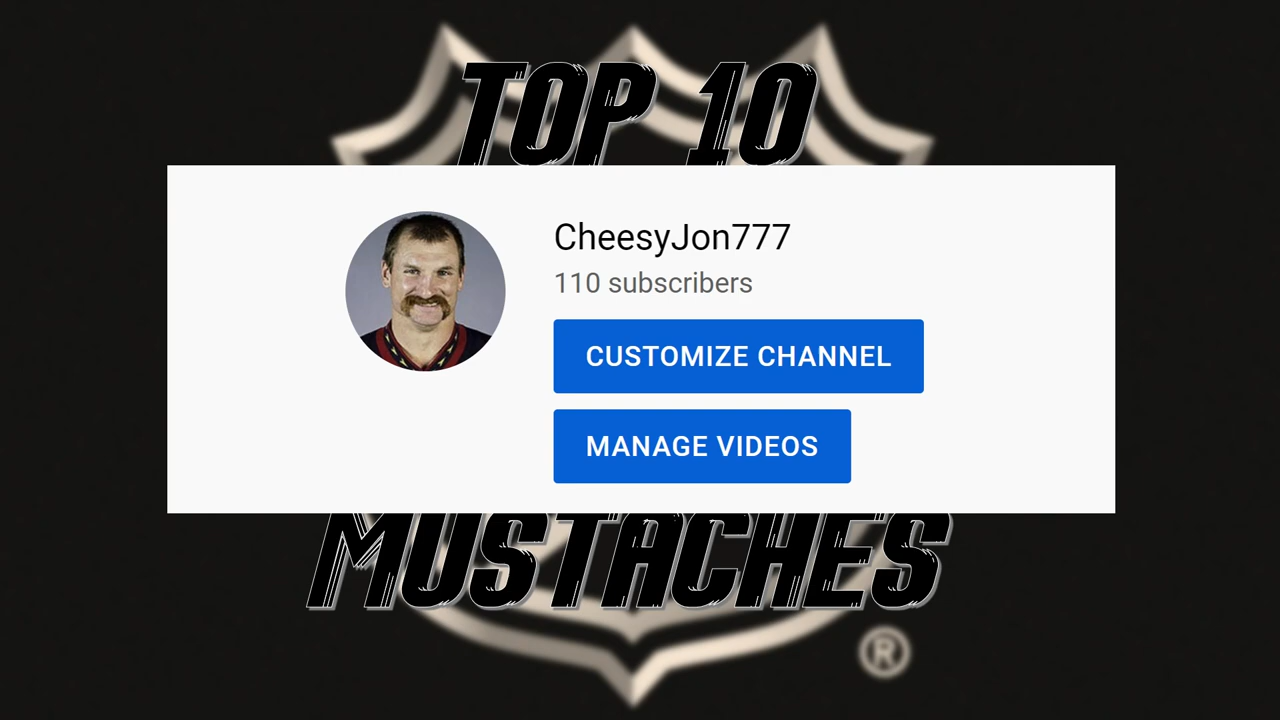 TOP 10
CheesyJon777
110 subscribers
CUSTOMIZE CHANNEL
MANAGE VIDEOS
MUSTACHES
®